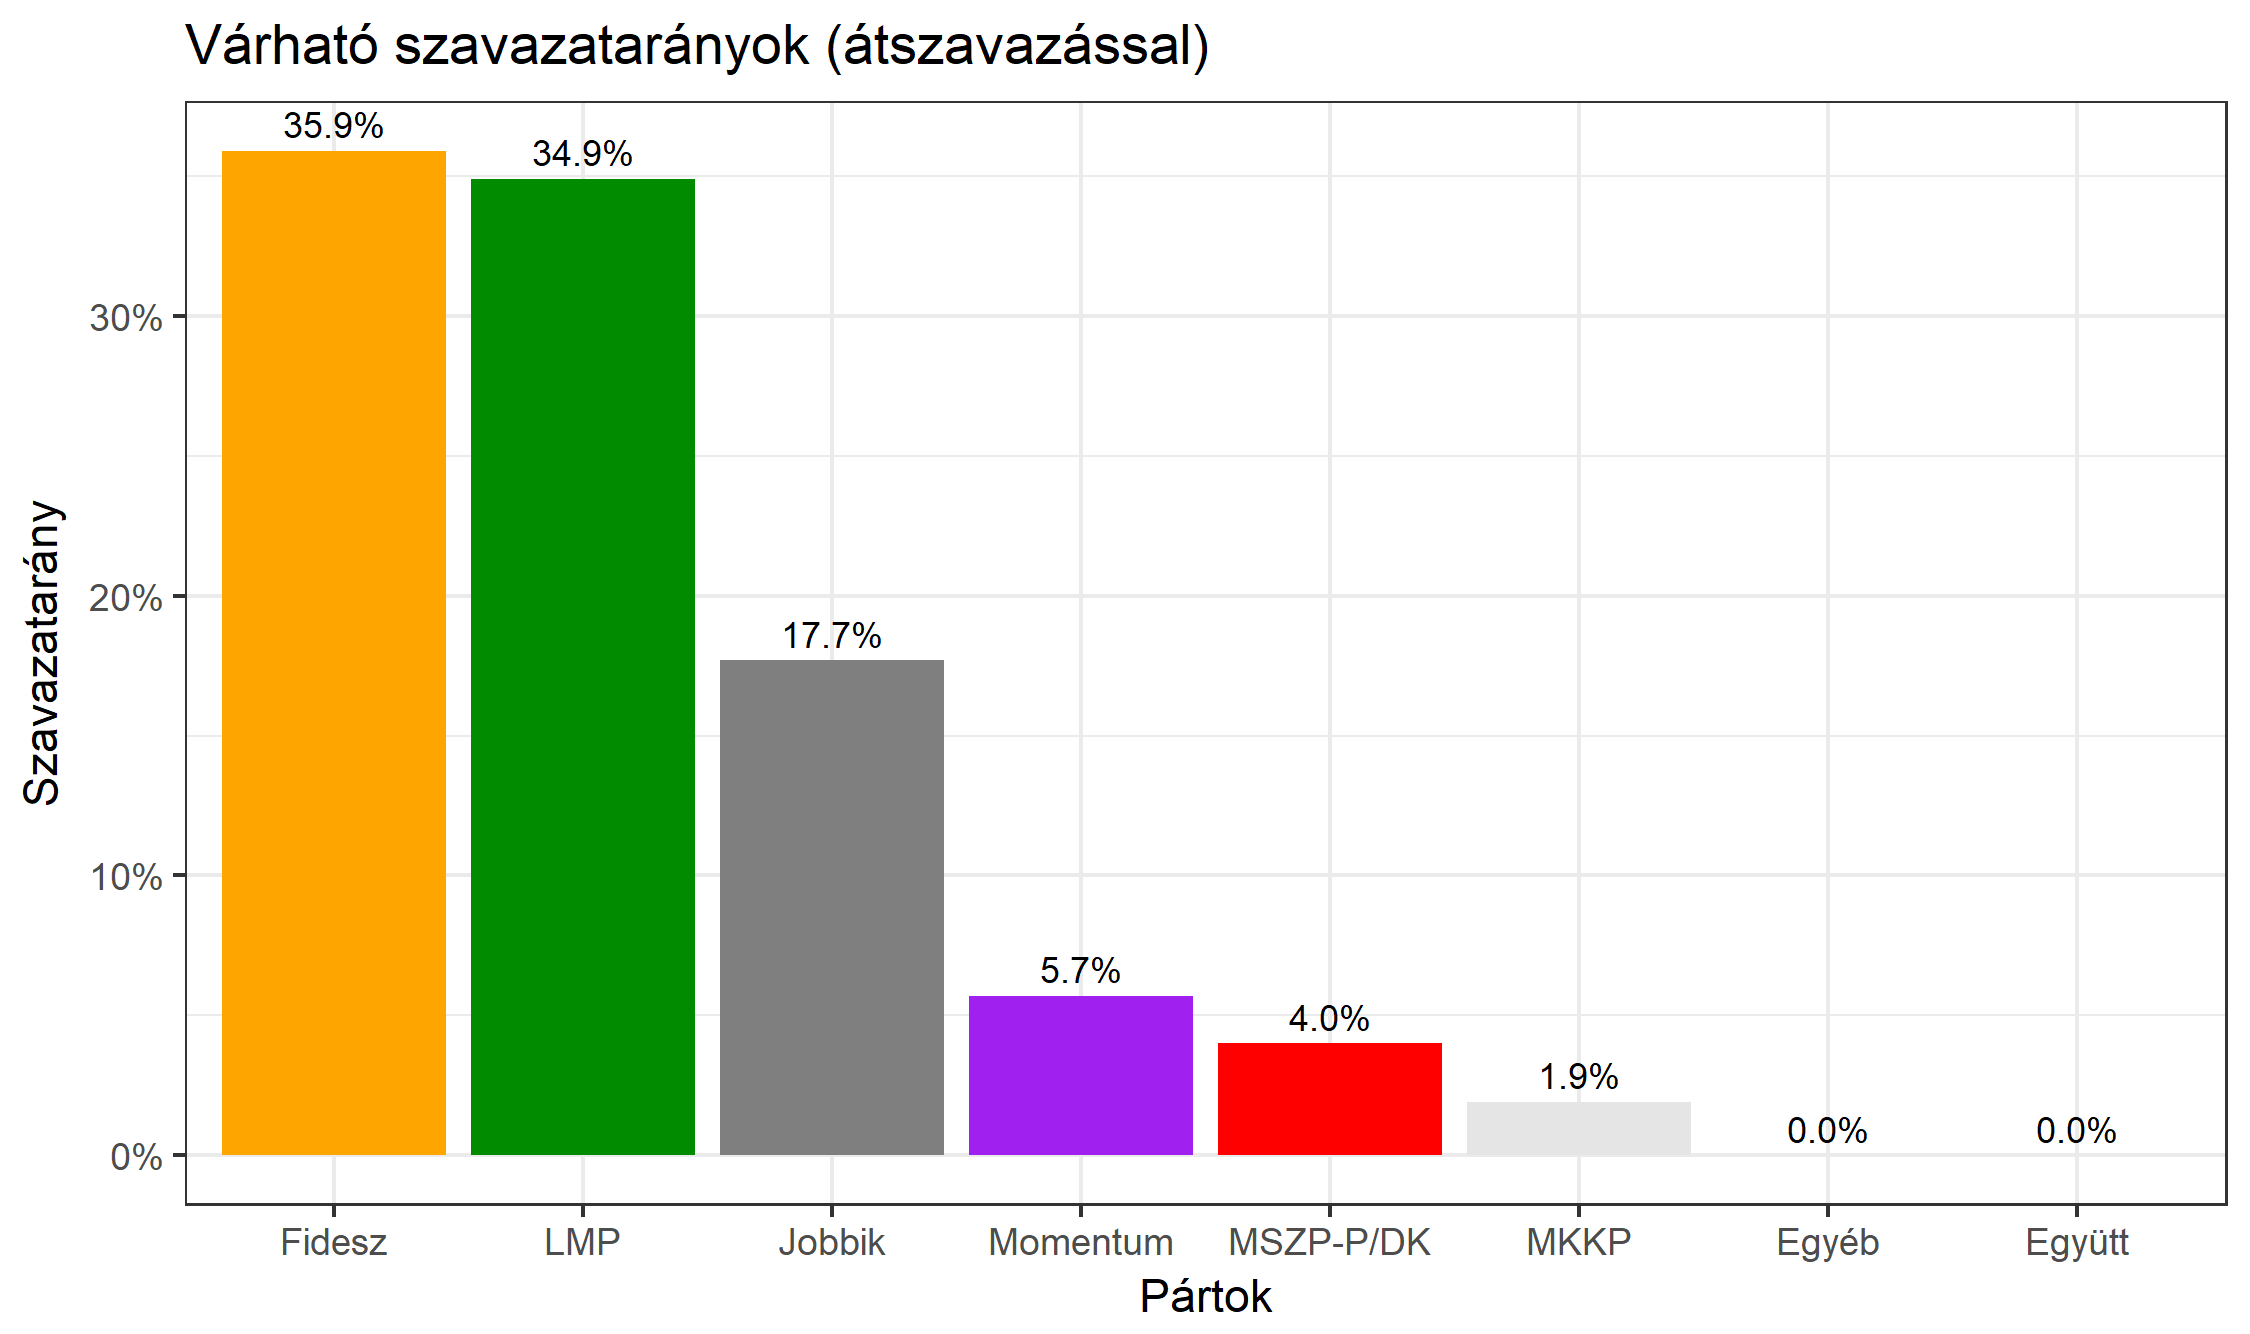 Várható szavazatarányok (átszavazással)
35.9%
34.9%
17.7%
5.7%
4.0%
1.9%
0.0%
0.0%
30%
20%
10%
0%
Szavazatarány
Fidesz
LMP
Jobbik
Momentum
MSZP-P/DK
MKKP
Egyéb
Együtt
Pártok